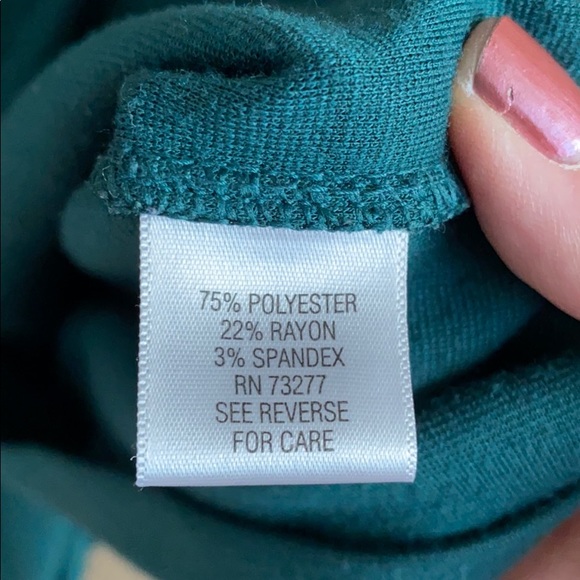 75% POLYESTER
22% RAYON
3% SPANDEX
RN 73277
SEE REVERSE
FOR CARE